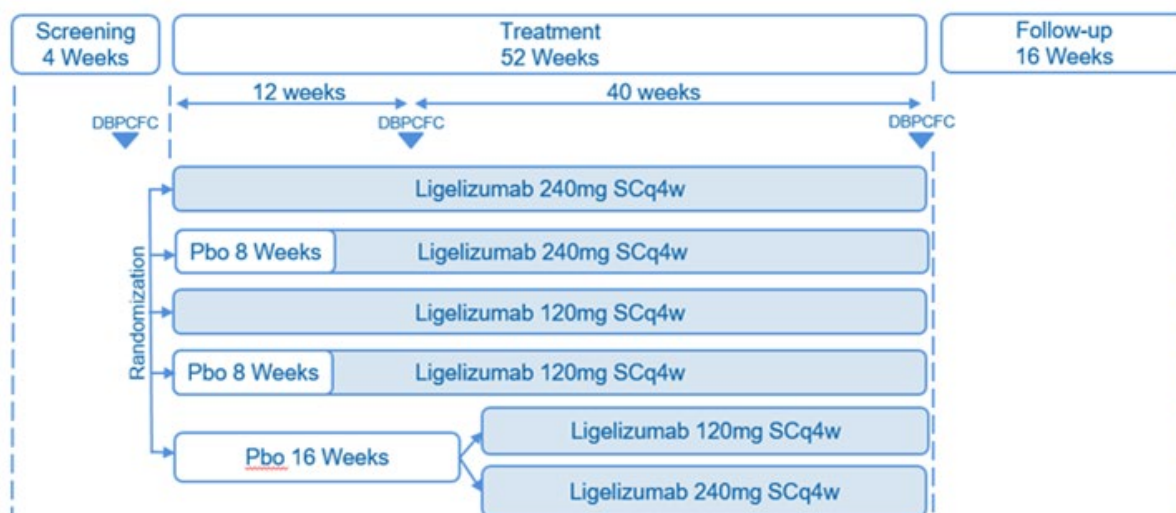 Screening
4 Weeks
Treatment
52 Weeks
Follow-up
16 Weeks
12 weeks
40 weeks
DBPCFC
DBPCFC
DBPCFC
Randomization
Ligelizumab 240mg SCq4w
Pbo 8 Weeks
Ligelizumab 240mg SCq4w
Ligelizumab 120mg SCq4w
Pbo 8 Weeks
Ligelizumab 120mg SCq4w
Pbo 16 Weeks
Ligelizumab 120mg SCq4w
Ligelizumab 240mg SCq4w